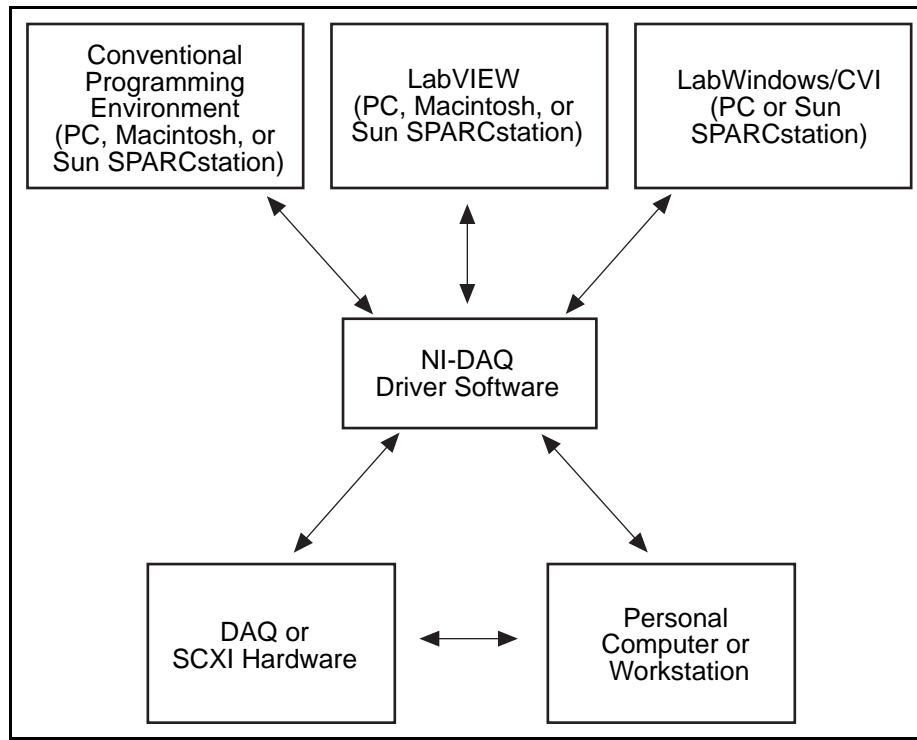 Conventional
Programming
Environment
(PC, Macintosh, or
Sun SPARCstation)
LabVIEW
(PC, Macintosh, or
Sun SPARCstation)
LabWindows/CVI
(PC or Sun
SPARCstation)
NI-DAQ
Driver Software
DAQ or
SCXI Hardware
Personal
Computer or
Workstation